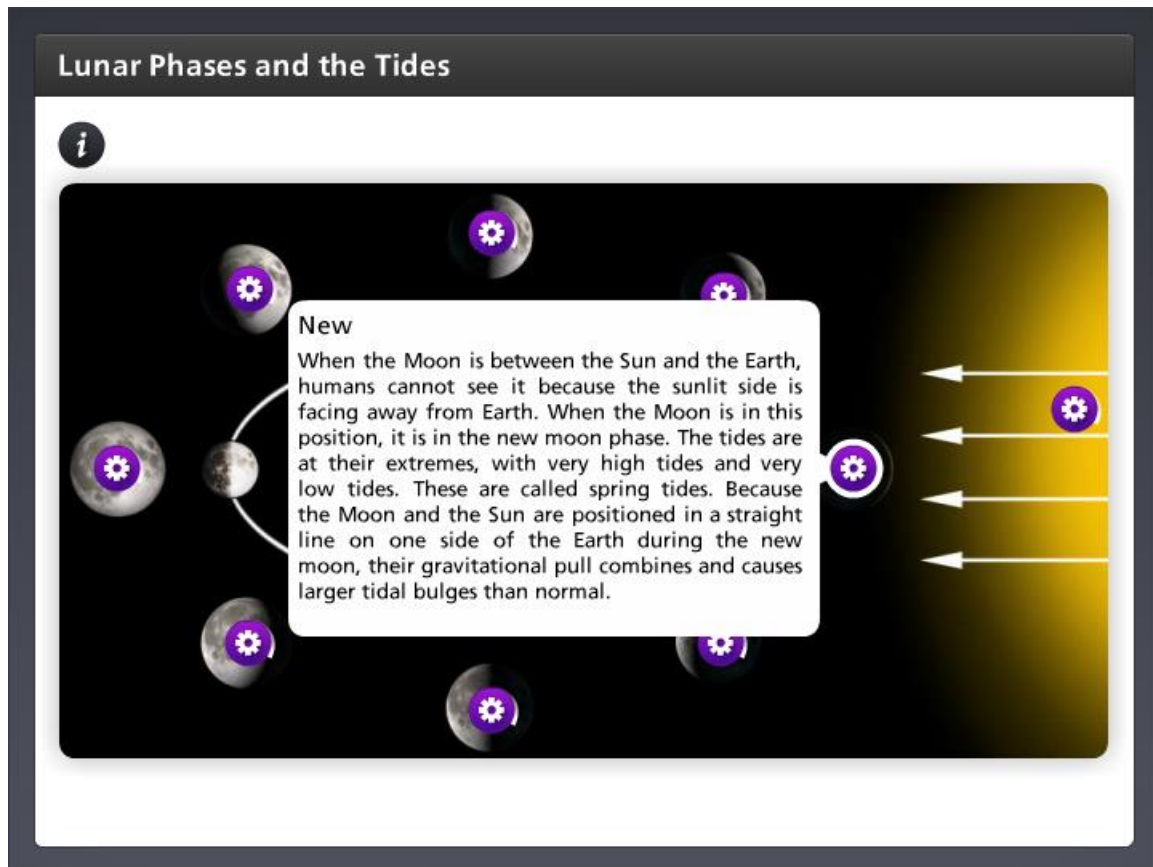 Lunar Phases and the Tides
i
New
When the Moon is between the Sun and the Earth,
humans cannot see it because the sunlit side is
facing away from Earth. When the Moon is in this
position, it is in the new moon phase. The tides are
at their extremes, with very high tides and very
low tides. These are called spring tides. Because
the Moon and the Sun are positioned in a straight
line on one side of the Earth during the new
moon, their gravitational pull combines and causes
larger tidal bulges than normal.